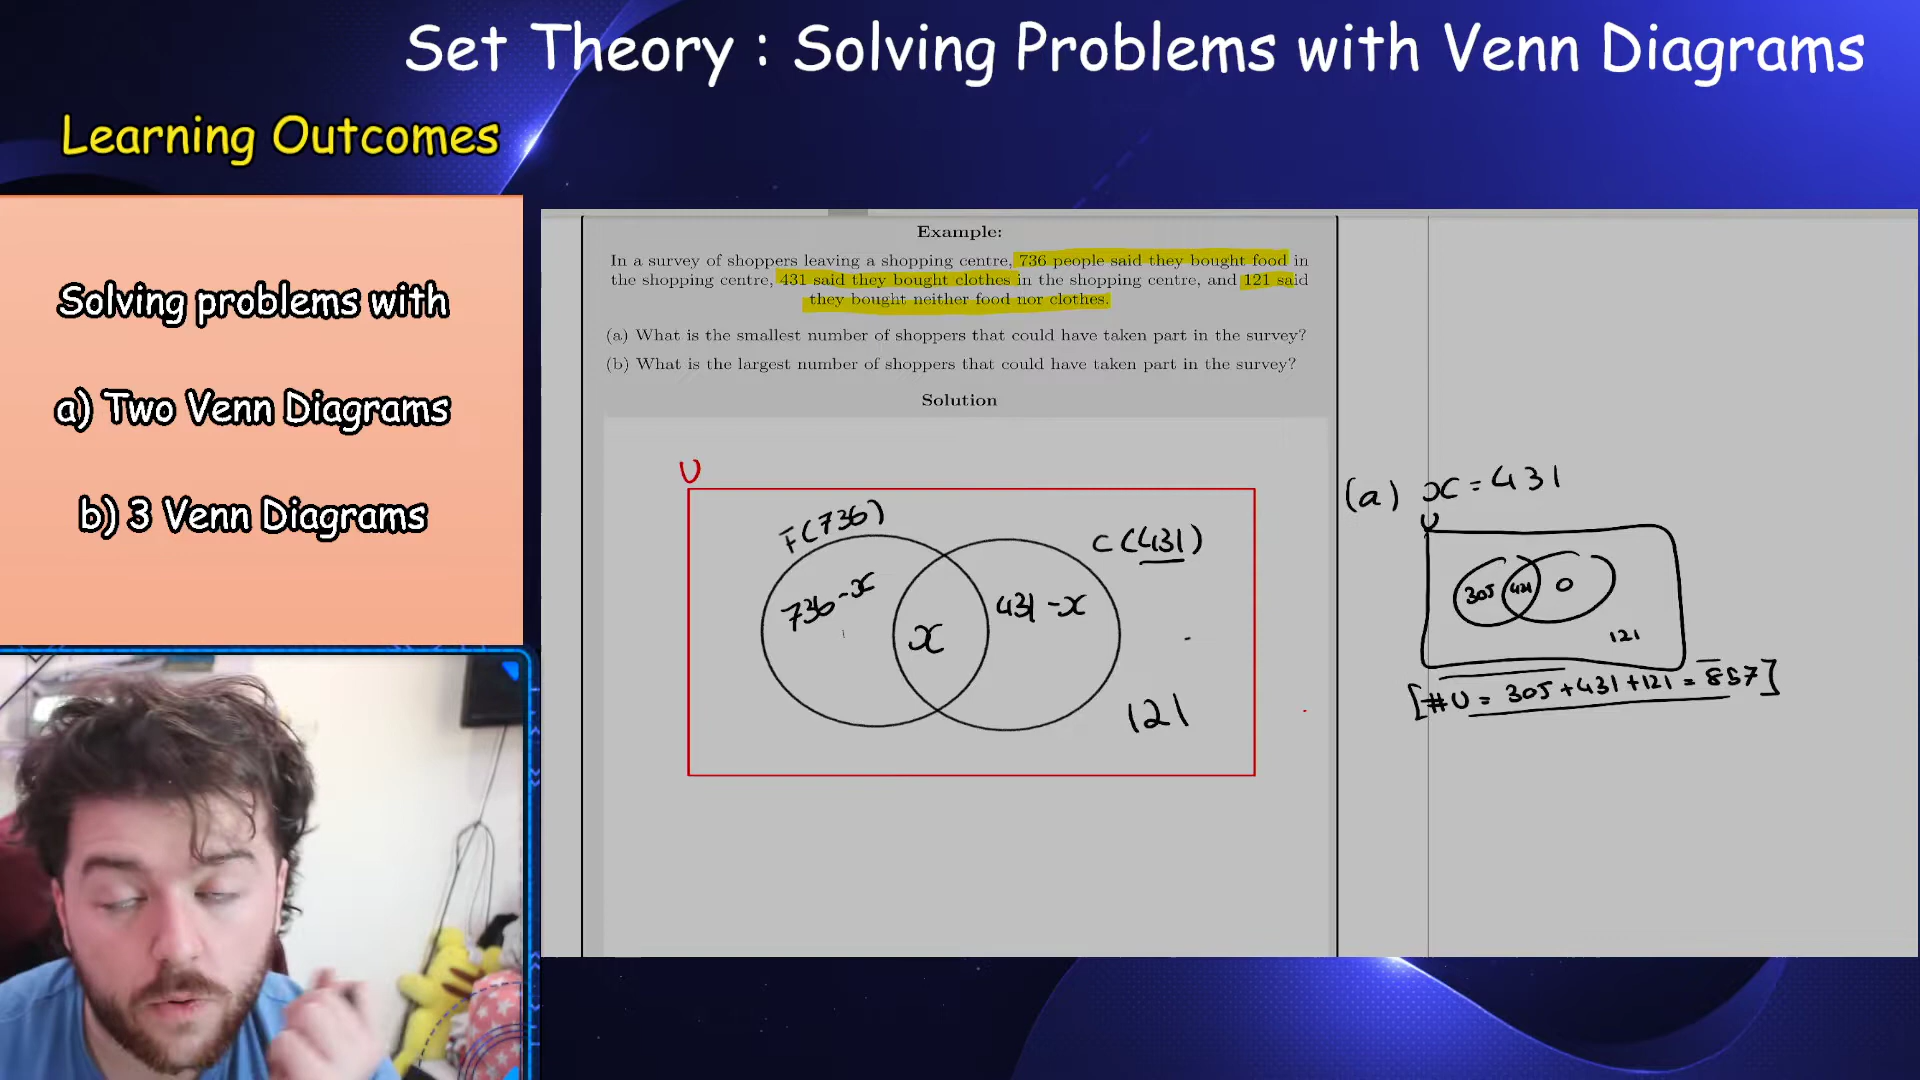 Set Theory : Solving Problems with Venn Diagrams
Learning Outcomes
Solving problems with
a) Two Venn Diagrams
b) 3 Venn Diagrams
Example:
In a survey of shoppers leaving a shopping centre, 736 people said they bought food in
the shopping centre, 431 said they bought clothes in the shopping centre, and 121 said
they bought neither food nor clothes.
(a) What is the smallest number of shoppers that could have taken part in the survey?
(b) What is the largest number of shoppers that could have taken part in the survey?
Solution
U
F(736)
C (431)
736-x
x
431-x
121
(a) x = 431
U
305
431
0
121
[#U = 305 +431 +121 = 857]